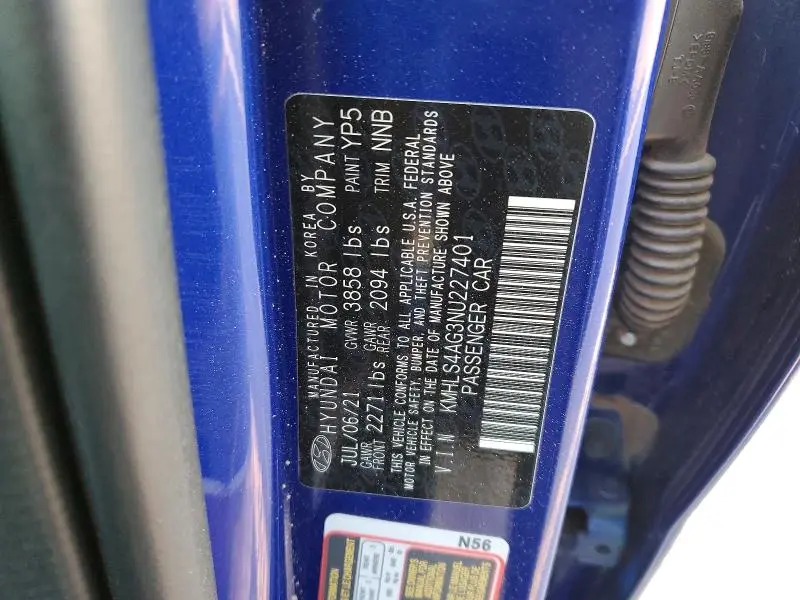 MANUFACTURED IN KOREA BY
HYUNDAI MOTOR COMPANY
JUL/06/21 GVWR 3858 lbs PAINT YP5
GAWR FRONT 2271 lbs GAWR REAR 2094 lbs TRIM NNB
THIS VEHICLE CONFORMS TO ALL APPLICABLE U.S.A. FEDERAL
MOTOR VEHICLE SAFETY, BUMPER, AND THEFT PREVENTION STANDARDS
IN EFFECT ON THE DATE OF MANUFACTURE SHOWN ABOVE
V.I.N KMHLS4AG3NU227401
PASSENGER CAR
N56